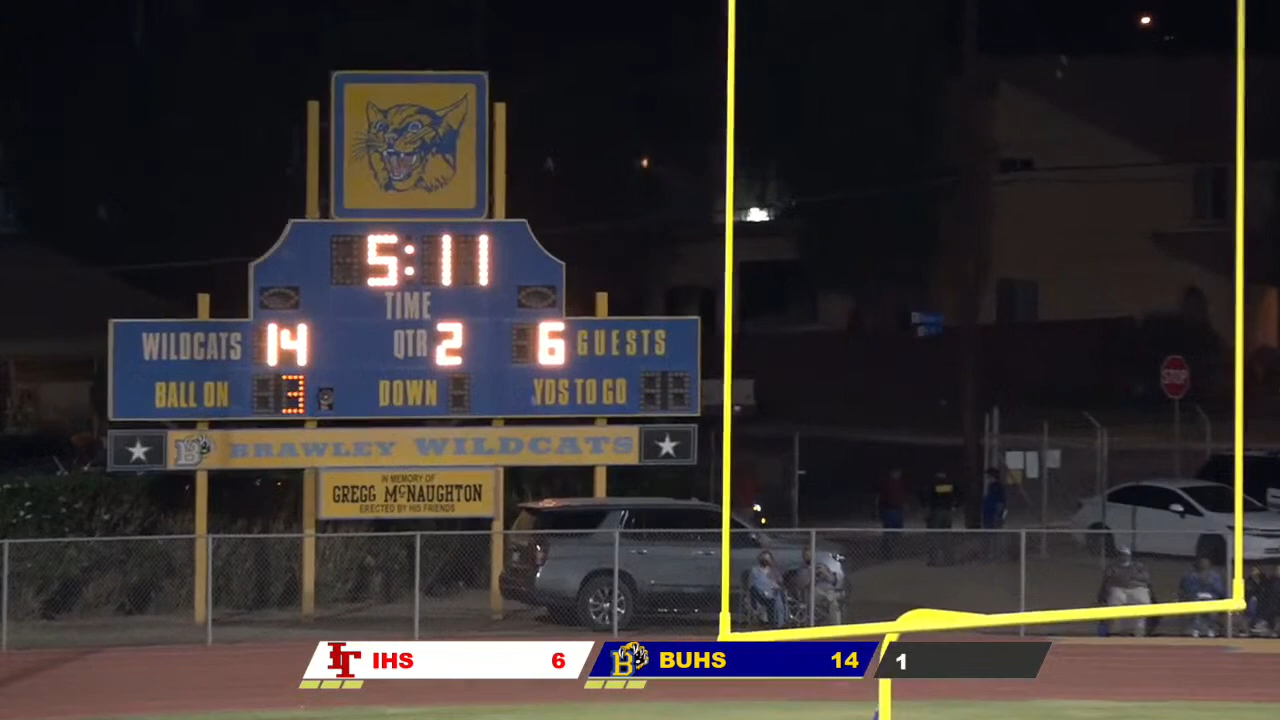 5:11
TIME
WILDCATS 14 QTR 2 6 GUESTS
BALL ON 3 DOWN YDS TO GO
B BRAWLEY WILDCATS
IN MEMORY OF
GREGG McNAUGHTON
ERECTED BY HIS FRIENDS
STOP
IT IHS 6 B BUHS 14 1